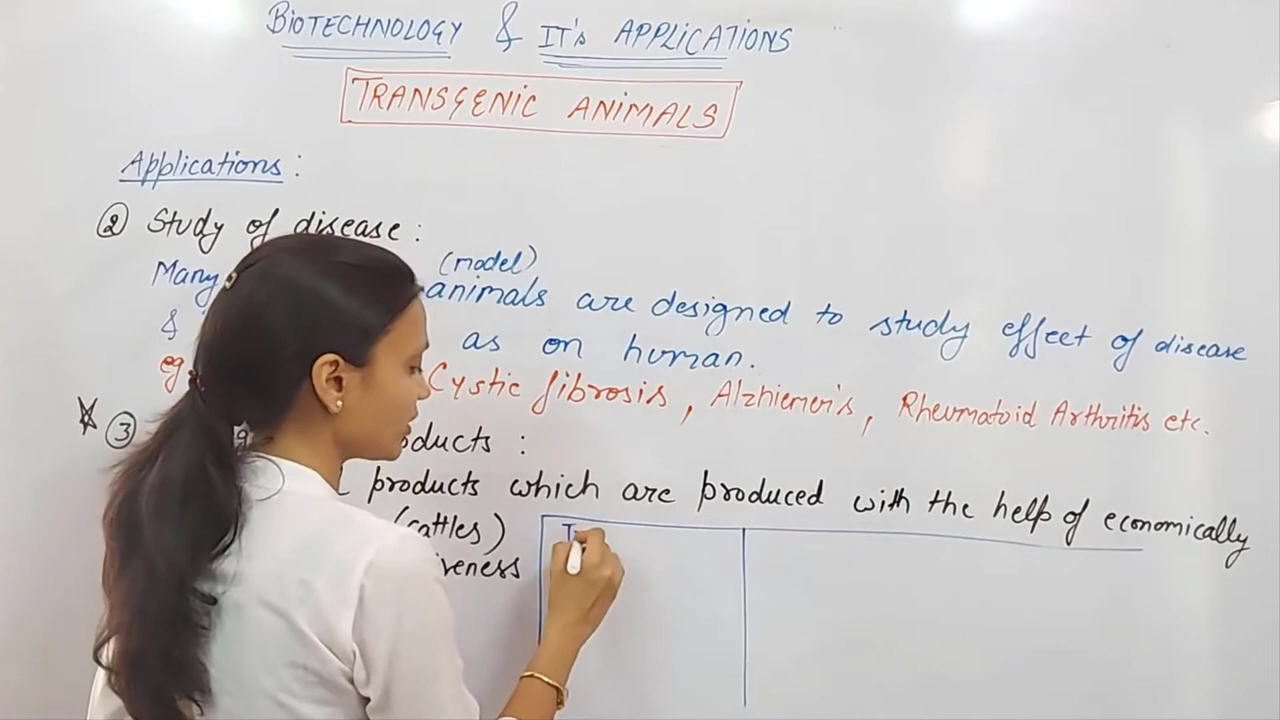 BIOTECHNOLOGY & IT's APPLICATIONS
TRANSGENIC ANIMALS
Applications :
② Study of disease :
(model)
Many animals are designed to study effect of disease
& as on human.
eg Cystic fibrosis , Alzhiemer's , Rheumatoid Arthritis etc.
③ products :
products which are produced with the help of economically
(cattles)